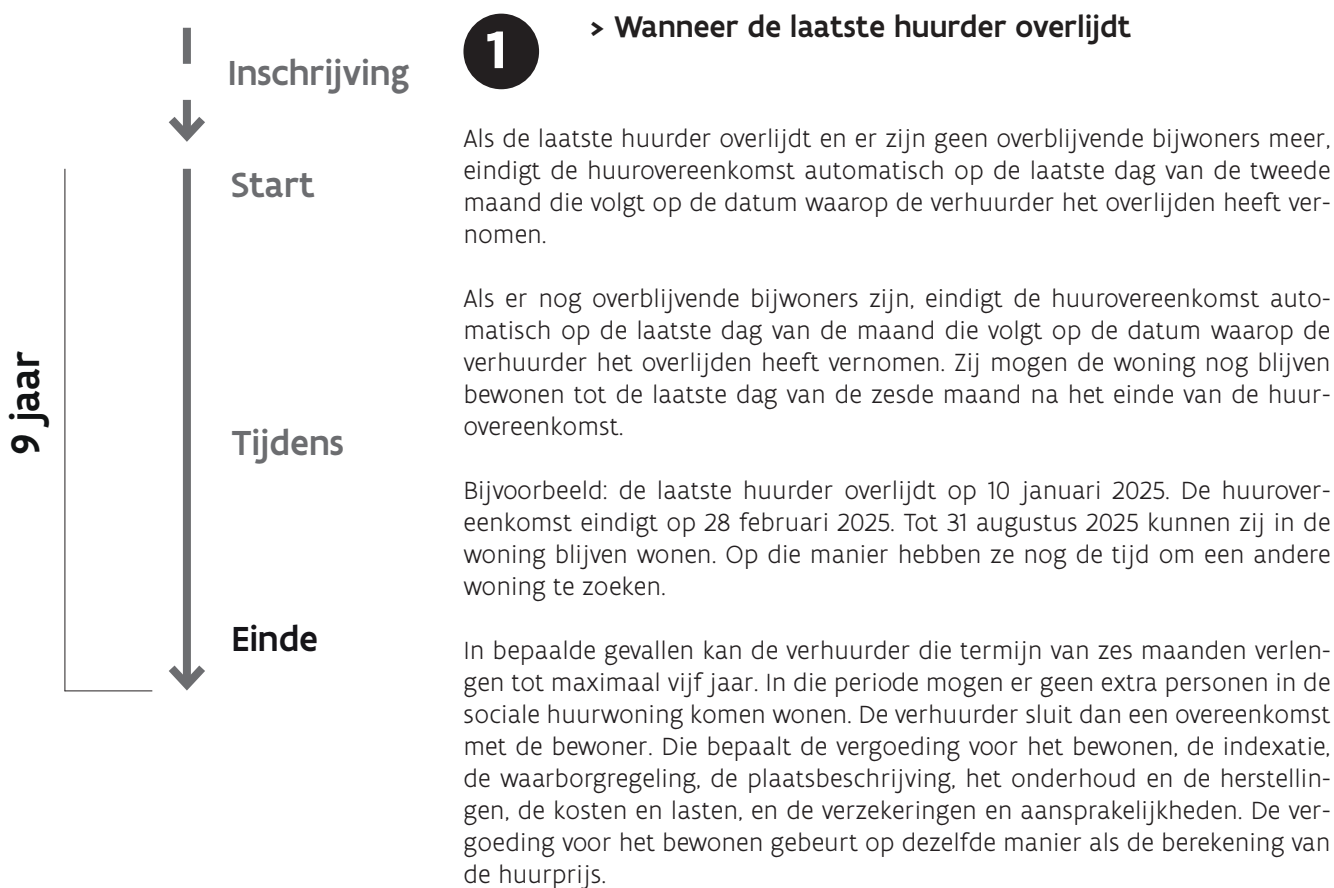 1
> Wanneer de laatste huurder overlijdt
Inschrijving
Start
Tijdens
Einde
9 jaar
Als de laatste huurder overlijdt en er zijn geen overblijvende bijwoners meer,
eindigt de huurovereenkomst automatisch op de laatste dag van de tweede
maand die volgt op de datum waarop de verhuurder het overlijden heeft ver-
nomen.
Als er nog overblijvende bijwoners zijn, eindigt de huurovereenkomst auto-
matisch op de laatste dag van de maand die volgt op de datum waarop de
verhuurder het overlijden heeft vernomen. Zij mogen de woning nog blijven
bewonen tot de laatste dag van de zesde maand na het einde van de huur-
overeenkomst.
Bijvoorbeeld: de laatste huurder overlijdt op 10 januari 2025. De huurover-
eenkomst eindigt op 28 februari 2025. Tot 31 augustus 2025 kunnen zij in de
woning blijven wonen. Op die manier hebben ze nog de tijd om een andere
woning te zoeken.
In bepaalde gevallen kan de verhuurder die termijn van zes maanden verlen-
gen tot maximaal vijf jaar. In die periode mogen er geen extra personen in de
sociale huurwoning komen wonen. De verhuurder sluit dan een overeenkomst
met de bewoner. Die bepaalt de vergoeding voor het bewonen, de indexatie,
de waarborgregeling, de plaatsbeschrijving, het onderhoud en de herstellin-
gen, de kosten en lasten, en de verzekeringen en aansprakelijkheden. De ver-
goeding voor het bewonen gebeurt op dezelfde manier als de berekening van
de huurprijs.